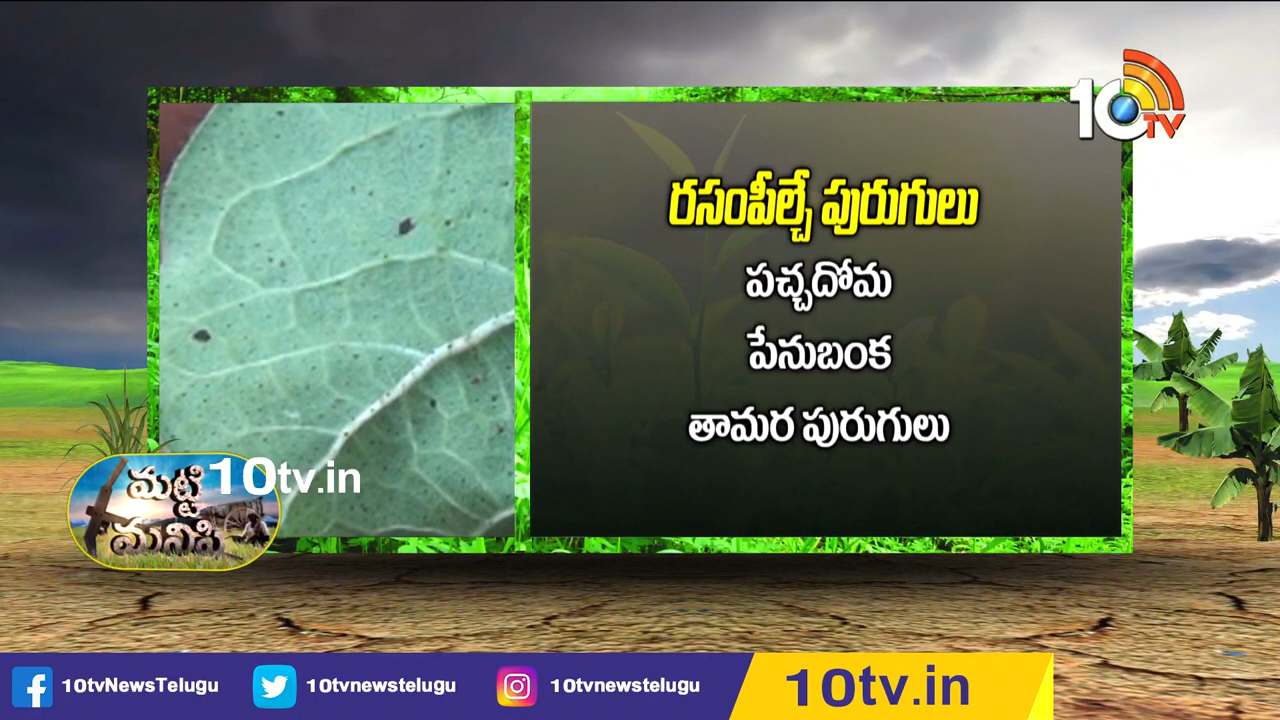 10TV
రసంపీల్చే పురుగులు
పచ్చదోమ
పేనుబంక
తామర పురుగులు
మట్టి
మనిషి
10tv.in
10tvNewsTelugu
10tvnewstelugu
10tvnewstelugu
10tv.in